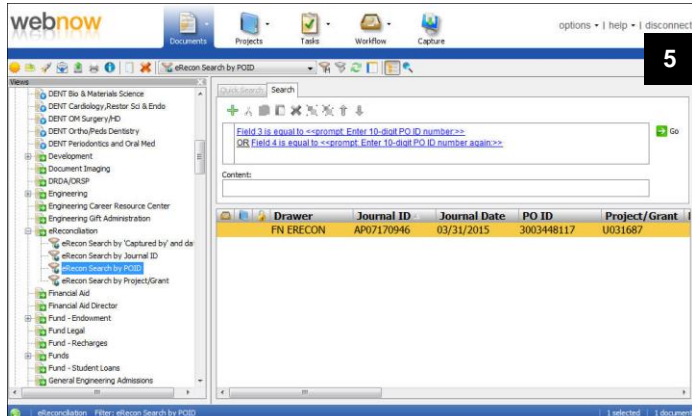 webnow
Documents
Projects
Tasks
Workflow
Capture
options • | help • | disconnect
5
eRecon Search by POID
Views
DENT Bio & Materials Science
DENT Cardiology,Restor Sci & Endo
DENT OM Surgery/HD
DENT Ortho/Peds Dentistry
DENT Periodontics and Oral Med
Development
Document Imaging
DRDA/ORSP
Engineering
Engineering Career Resource Center
Engineering Gift Administration
eReconciliation
eRecon Search by 'Captured by' and da
eRecon Search by Journal ID
eRecon Search by POID
eRecon Search by Project/Grant
Financial Aid
Financial Aid Director
Fund - Endowment
Fund Legal
Fund - Recharges
Funds
Fund - Student Loans
General Engineering Admissions
Quick Search Search
Field 3 is equal to <<prompt: Enter 10-digit PO ID number:>>
OR Field 4 is equal to <<prompt: Enter 10-digit PO ID number again:>>
Go
Content:
Drawer Journal ID Journal Date PO ID Project/Grant
FN ERECON AP07170946 03/31/2015 3003448117 U031687
eReconciliation Filter: eRecon Search by POID
1 selected | 1 document